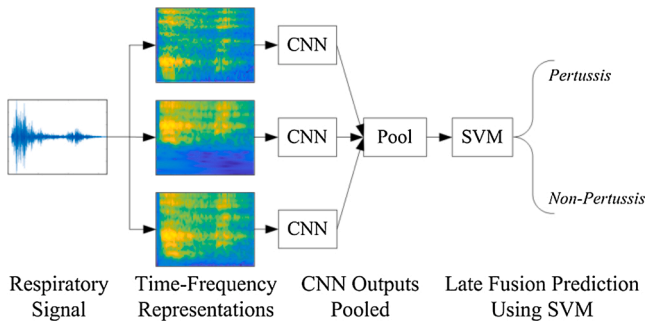 CNN
Pertussis
CNN
Pool
SVM
CNN
Non-Pertussis
Respiratory
Signal
Time-Frequency
Representations
CNN Outputs
Pooled
Late Fusion Prediction
Using SVM